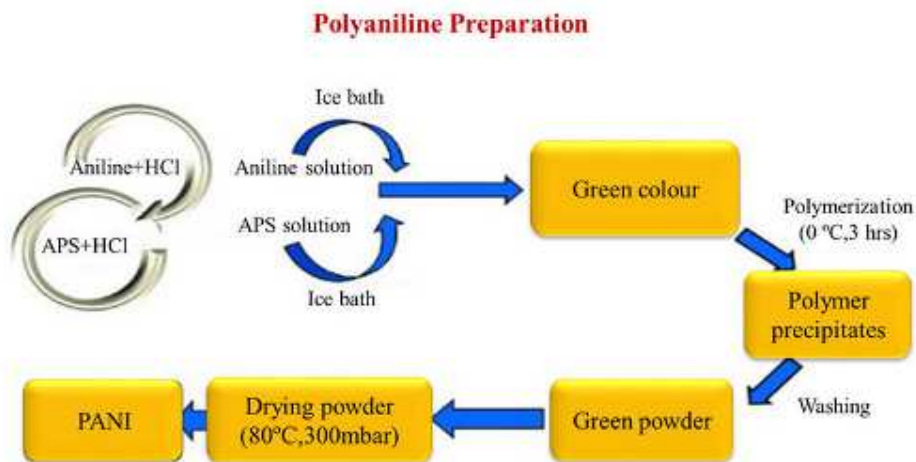 Polyaniline Preparation
Ice bath
Aniline+HCl
Aniline solution
Green colour
APS solution
APS+HCl
Ice bath
Polymerization
(0 ºC,3 hrs)
Polymer
precipitates
Washing
Green powder
Drying powder
(80ºC,300mbar)
PANI